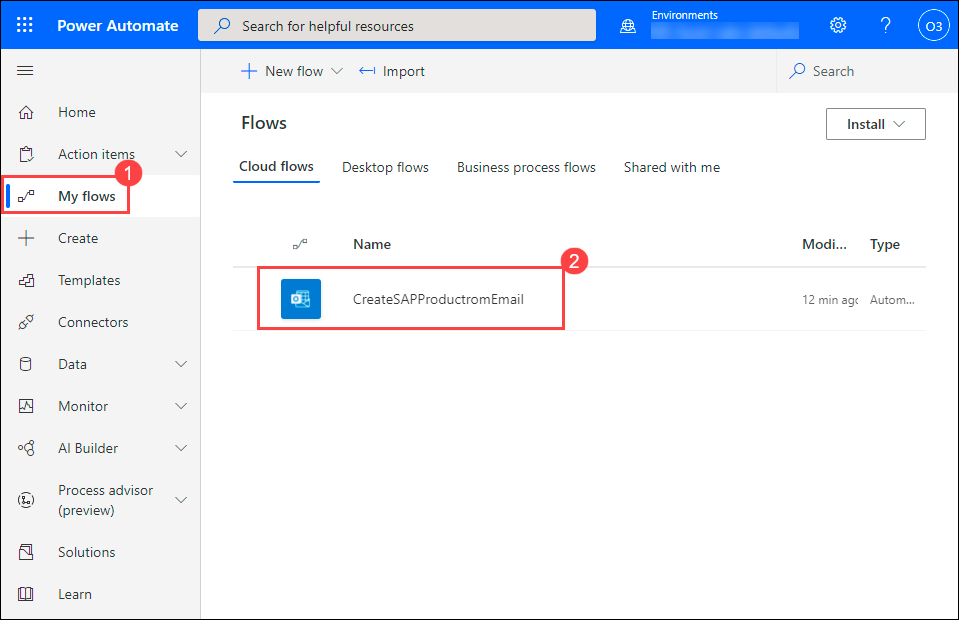 Power Automate
Search for helpful resources
Environments
?
O3
New flow
Import
Search
Home
Action items
1
My flows
Create
Templates
Connectors
Data
Monitor
AI Builder
Process advisor
(preview)
Solutions
Learn
Flows
Install
Cloud flows
Desktop flows
Business process flows
Shared with me
Name
Modi...
Type
2
CreateSAPProductromEmail
12 min ago
Autom...